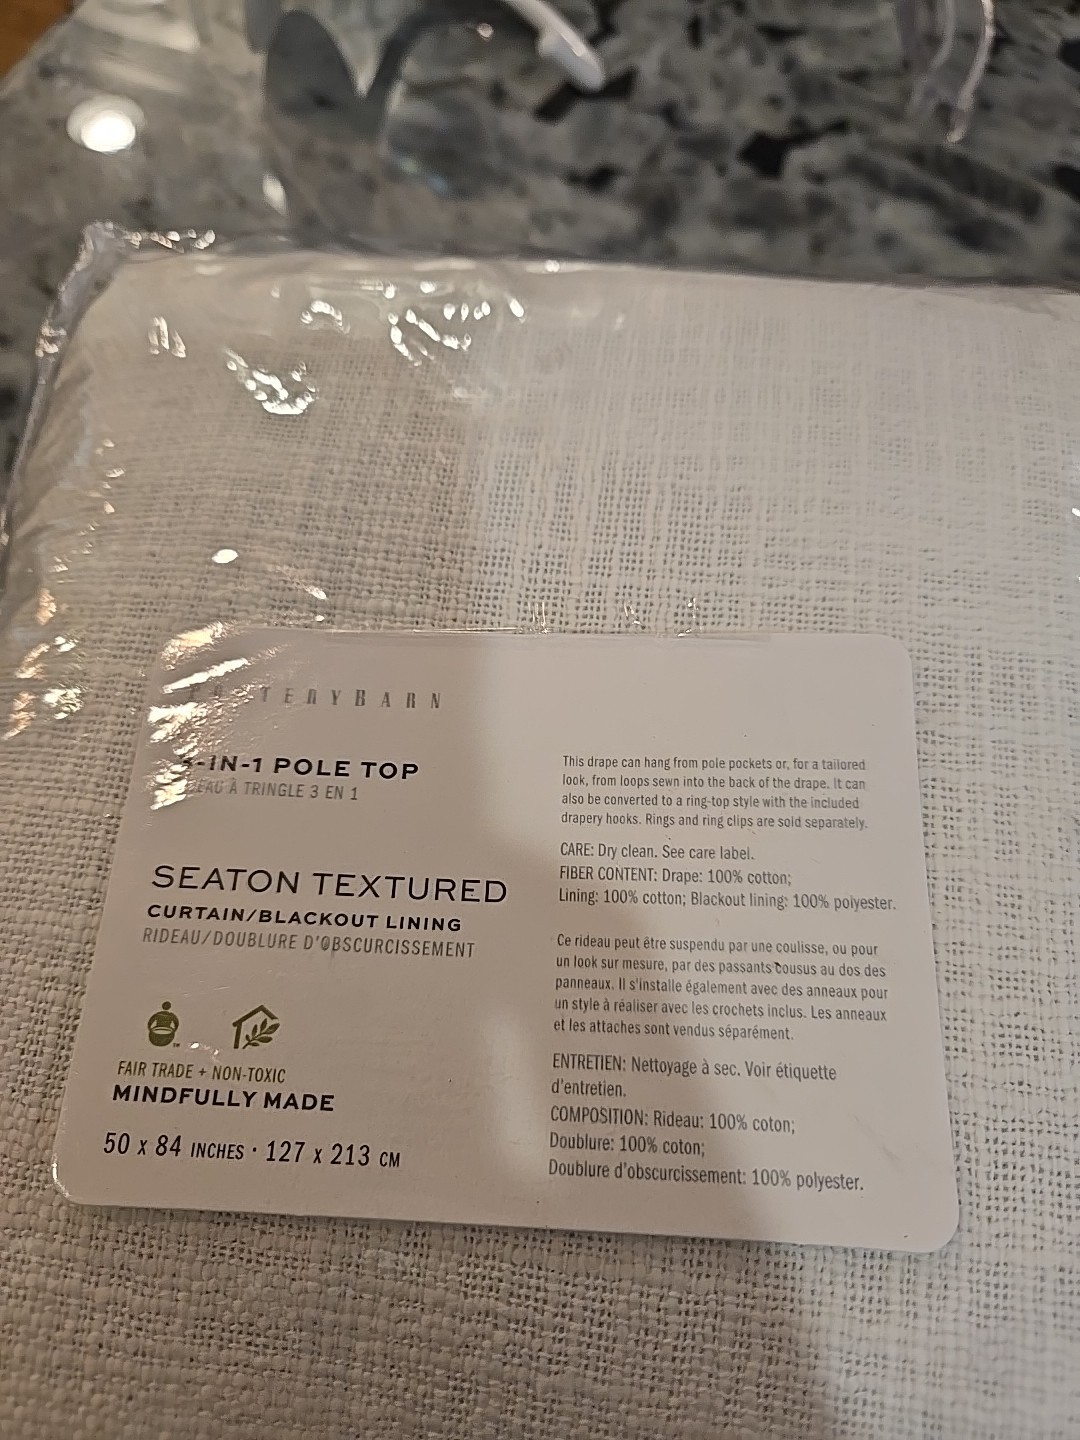 POTTERYBARN
3-IN-1 POLE TOP
À TRINGLE 3 EN 1
SEATON TEXTURED
CURTAIN/BLACKOUT LINING
RIDEAU/DOUBLURE D'OBSCURCISSEMENT
FAIR TRADE + NON-TOXIC
MINDFULLY MADE
50 x 84 INCHES · 127 x 213 CM
This drape can hang from pole pockets or, for a tailored
look, from loops sewn into the back of the drape. It can
also be converted to a ring-top style with the included
drapery hooks. Rings and ring clips are sold separately.
CARE: Dry clean. See care label.
FIBER CONTENT: Drape: 100% cotton;
Lining: 100% cotton; Blackout lining: 100% polyester.
Ce rideau peut être suspendu par une coulisse, ou pour
un look sur mesure, par des passants cousus au dos des
panneaux. Il s'installe également avec des anneaux pour
un style à réaliser avec les crochets inclus. Les anneaux
et les attaches sont vendus séparément.
ENTRETIEN: Nettoyage à sec. Voir étiquette
d'entretien.
COMPOSITION: Rideau: 100% coton;
Doublure: 100% coton;
Doublure d'obscurcissement: 100% polyester.